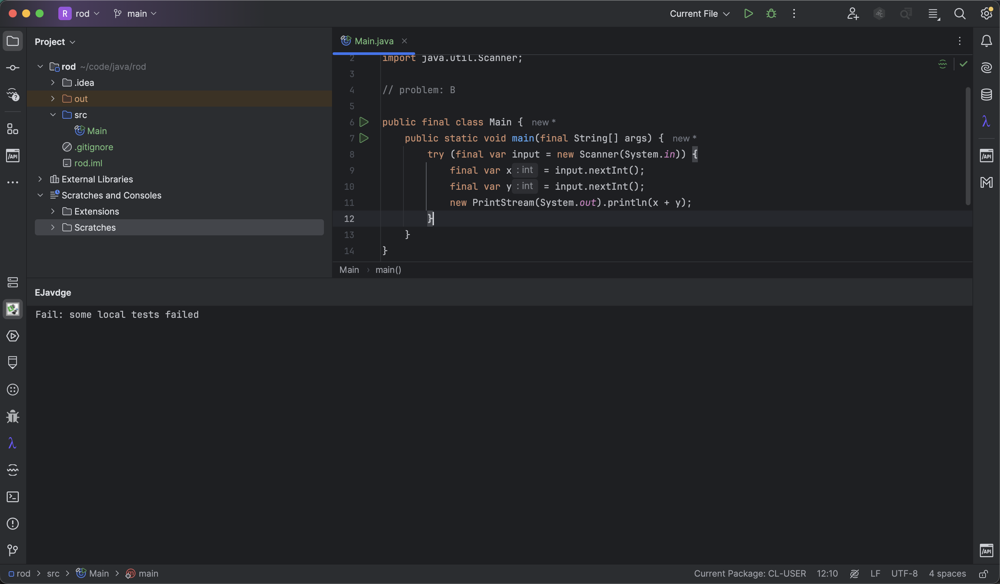 R rod main Current File
Project
Main.java
rod ~/code/java/rod
.idea
out
src
Main
.gitignore
rod.iml
External Libraries
Scratches and Consoles
Extensions
Scratches
2 import java.util.Scanner;
3
4 // problem: B
5
6 public final class Main { new *
7 public static void main(final String[] args) { new *
8 try (final var input = new Scanner(System.in)) {
9 final var x : int = input.nextInt();
10 final var y : int = input.nextInt();
11 new PrintStream(System.out).println(x + y);
12 }
13 }
14 }
Main › main()
/API
/API
EJavdge
Fail: some local tests failed
/API
rod > src > Main > main
Current Package: CL-USER 12:10 LF UTF-8 4 spaces